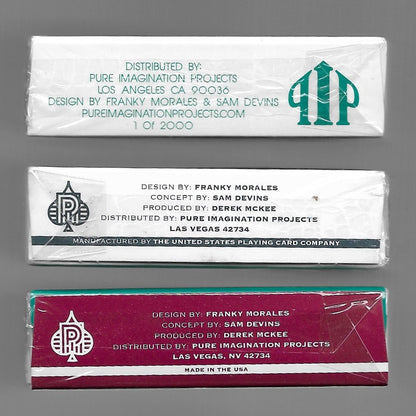 DISTRIBUTED BY:
PURE IMAGINATION PROJECTS
LOS ANGELES CA 90036
DESIGN BY FRANKY MORALES & SAM DEVINS
PUREIMAGINATIONPROJECTS.COM
1 OF 2000
PIP
DESIGN BY: FRANKY MORALES
CONCEPT BY: SAM DEVINS
PRODUCED BY: DEREK MCKEE
DISTRIBUTED BY: PURE IMAGINATION PROJECTS
LAS VEGAS 42734
MANUFACTURED BY THE UNITED STATES PLAYING CARD COMPANY
DESIGN BY: FRANKY MORALES
CONCEPT BY: SAM DEVINS
PRODUCED BY: DEREK MCKEE
DISTRIBUTED BY: PURE IMAGINATION PROJECTS
LAS VEGAS, NV 42734
MADE IN THE USA